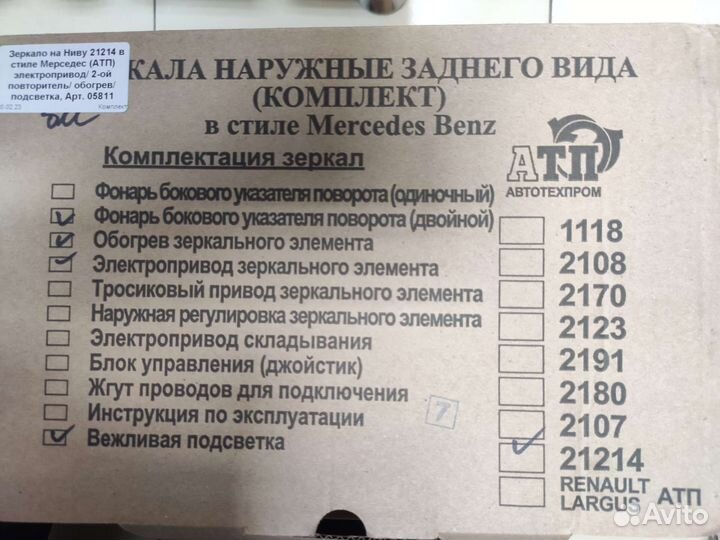 Зеркало на Ниву 21214 в
стиле Мерседес (АТП)
электропривод/ 2-ой
повторитель/ обогрев/
подсветка, Арт. 05811
02.23
Комплект
КАЛА НАРУЖНЫЕ ЗАДНЕГО ВИДА
(КОМПЛЕКТ)
в стиле Mercedes Benz
Комплектация зеркал
АТП
АВТОТЕХПРОМ
Фонарь бокового указателя поворота (одиночный)
Фонарь бокового указателя поворота (двойной)
Обогрев зеркального элемента
Электропривод зеркального элемента
Тросиковый привод зеркального элемента
Наружная регулировка зеркального элемента
Электропривод складывания
Блок управления (джойстик)
Жгут проводов для подключения
Инструкция по эксплуатации
Вежливая подсветка
7
1118
2108
2170
2123
2191
2180
2107
21214
RENAULT
LARGUS АТП
Avito